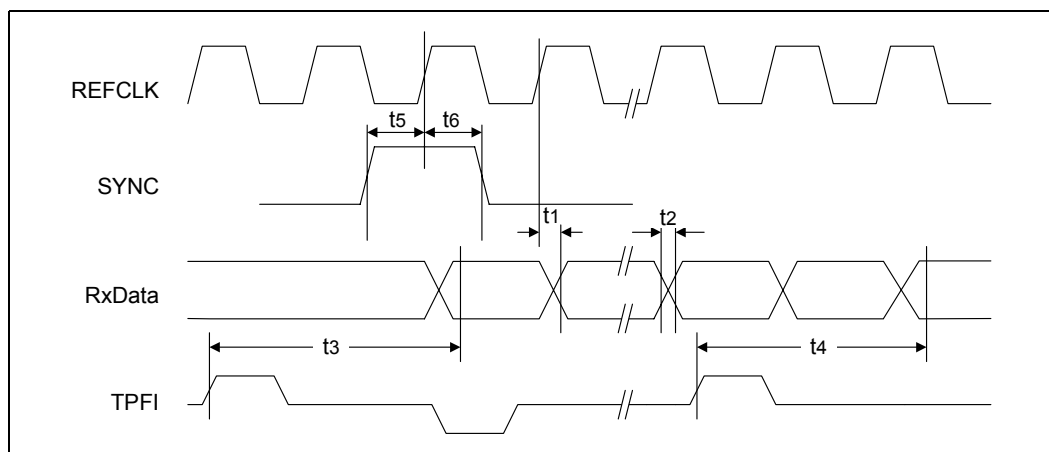 REFCLK
t5
t6
SYNC
t1
t2
RxData
t3
t4
TPFI